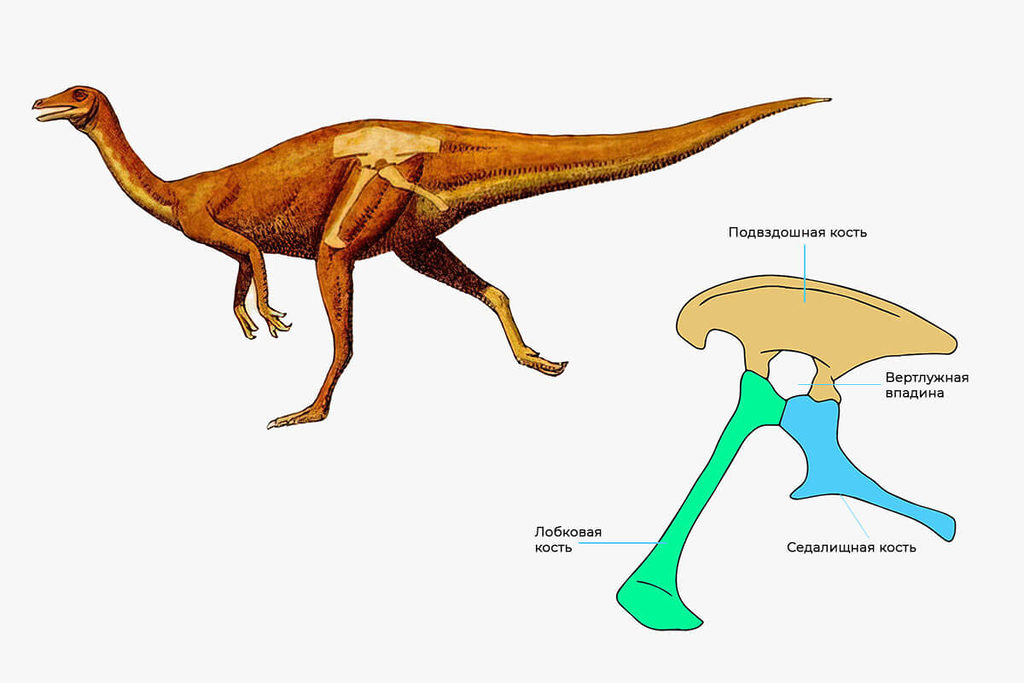 Подвздошная кость
Вертлужная
впадина
Лобковая
кость
Седалищная кость